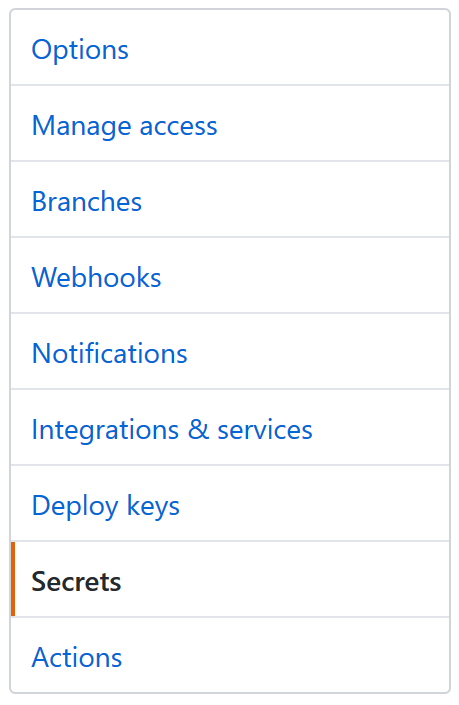 Options
Manage access
Branches
Webhooks
Notifications
Integrations & services
Deploy keys
Secrets
Actions